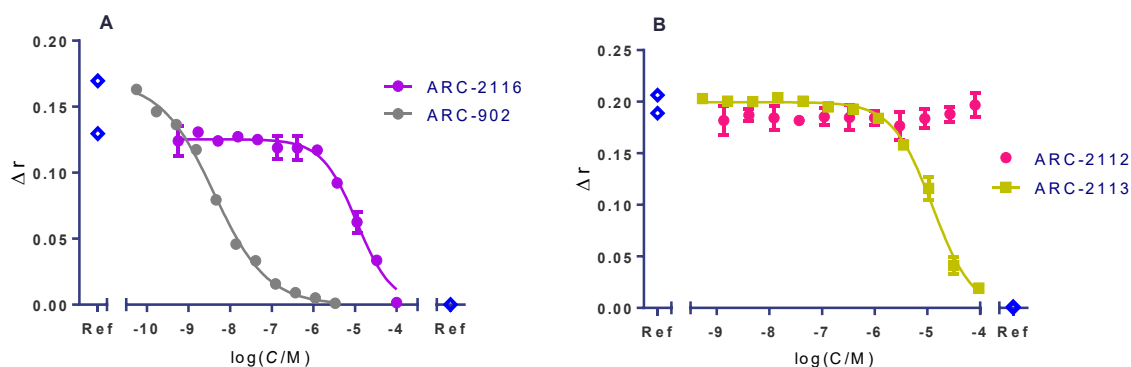 A
Δr
0.20
0.15
0.10
0.05
0.00
Ref
-10 -9 -8 -7 -6 -5 -4
Ref
log(C/M)
ARC-2116
ARC-902
B
Δr
0.25
0.20
0.15
0.10
0.05
0.00
Ref
-9 -8 -7 -6 -5 -4
Ref
log(C/M)
ARC-2112
ARC-2113